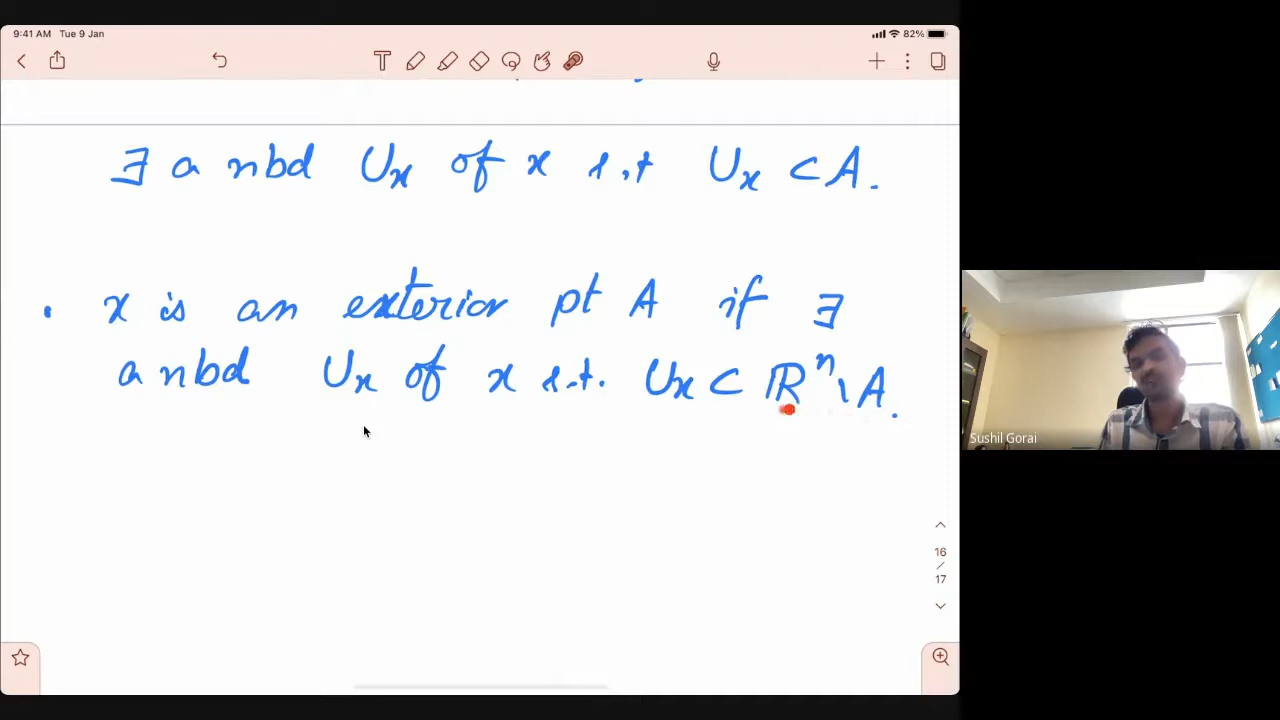 9:41 AM Tue 9 Jan
82%
∃ a nbd Uₓ of x s.t Uₓ ⊂ A.
• x is an exterior pt A if ∃
a nbd Uₓ of x s.t. Uₓ ⊂ ℝⁿ \ A.
Sushil Gorai
16
/
17